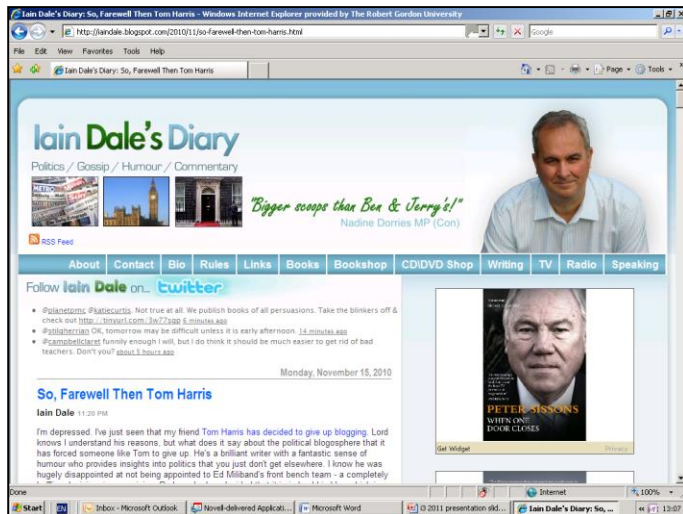 Iain Dale's Diary: So, Farewell Then Tom Harris - Windows Internet Explorer provided by The Robert Gordon University
http://iaindale.blogspot.com/2010/11/so-farewell-then-tom-harris.html
Google
File Edit View Favorites Tools Help
Iain Dale's Diary: So, Farewell Then Tom Harris
Page Tools
Iain Dale's Diary
Politics / Gossip / Humour / Commentary
METRO
"Bigger scoops than Ben & Jerry's!"
Nadine Dorries MP (Con)
RSS Feed
About Contact Bio Rules Links Books Bookshop CD\DVD Shop Writing TV Radio Speaking
Follow Iain Dale on... twitter
@planetpmc @katiecurtis. Not true at all. We publish books of all persuasions. Take the blinkers off &
check out http://tinyurl.com/3w77sqp 6 minutes ago
@stilgherrian OK, tomorrow may be difficult unless it is early afternoon. 14 minutes ago
@campbellclaret funnily enough I will, but I do think it should be much easier to get rid of bad
teachers. Don't you? about 5 hours ago
Monday, November 15, 2010
So, Farewell Then Tom Harris
Iain Dale 11:20 PM
I'm depressed. I've just seen that my friend Tom Harris has decided to give up blogging. Lord
knows I understand his reasons, but what does it say about the political blogosphere that it
has forced someone like Tom to give up. He's a brilliant writer with a fantastic sense of
humour who provides insights into politics that you just don't get elsewhere. I know he was
hugely disappointed at not being appointed to Ed Miliband's front bench team - a completely
PETER SISSONS
WHEN ONE
DOOR CLOSES
Get Widget Privacy
Done Internet 100%
Start EN Inbox - Microsoft Outlook Novell-delivered Applicati... Microsoft Word i3 2011 presentation slid... Iain Dale's Diary: So, ... 13:07